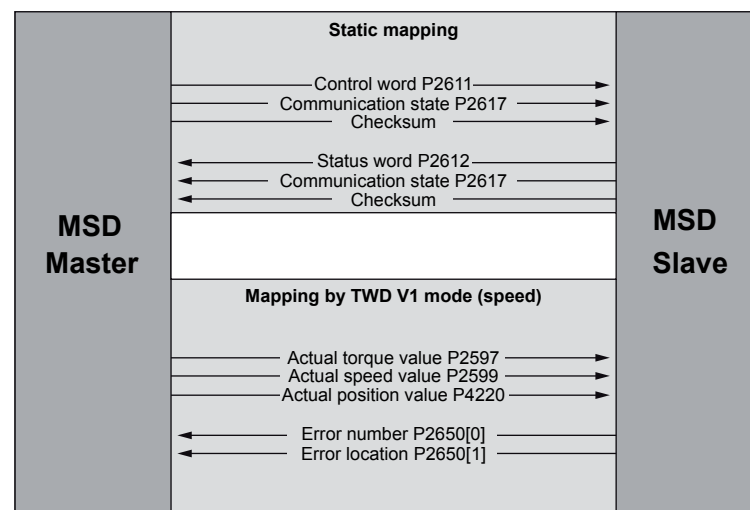 Static mapping
Control word P2611
Communication state P2617
Checksum
Status word P2612
Communication state P2617
Checksum
MSD
Master
MSD
Slave
Mapping by TWD V1 mode (speed)
Actual torque value P2597
Actual speed value P2599
Actual position value P4220
Error number P2650[0]
Error location P2650[1]